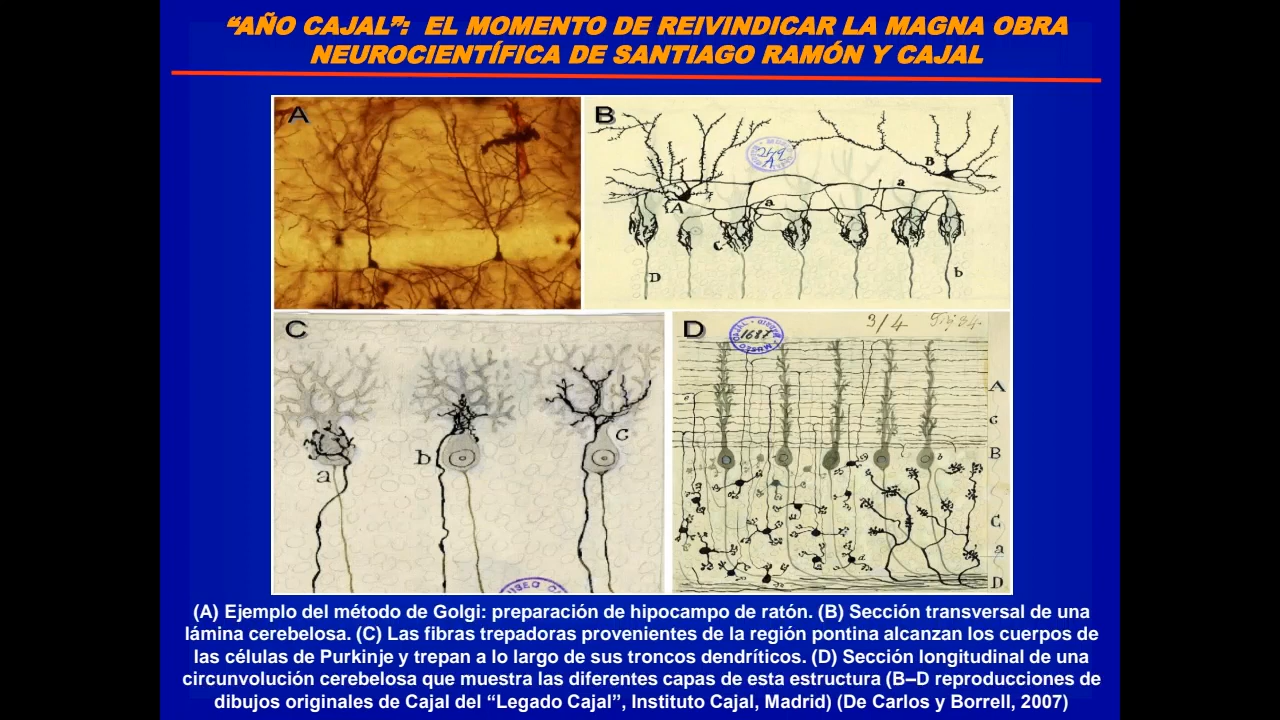 “AÑO CAJAL”: EL MOMENTO DE REIVINDICAR LA MAGNA OBRA
NEUROCIENTÍFICA DE SANTIAGO RAMÓN Y CAJAL
A
B
B
a
A
a
c
D
b
C
a
b
c
D
1687
3/4
A
c
B
b
C
a
D
(A) Ejemplo del método de Golgi: preparación de hipocampo de ratón. (B) Sección transversal de una
lámina cerebelosa. (C) Las fibras trepadoras provenientes de la región pontina alcanzan los cuerpos de
las células de Purkinje y trepan a lo largo de sus troncos dendríticos. (D) Sección longitudinal de una
circunvolución cerebelosa que muestra las diferentes capas de esta estructura (B–D reproducciones de
dibujos originales de Cajal del “Legado Cajal”, Instituto Cajal, Madrid) (De Carlos y Borrell, 2007)